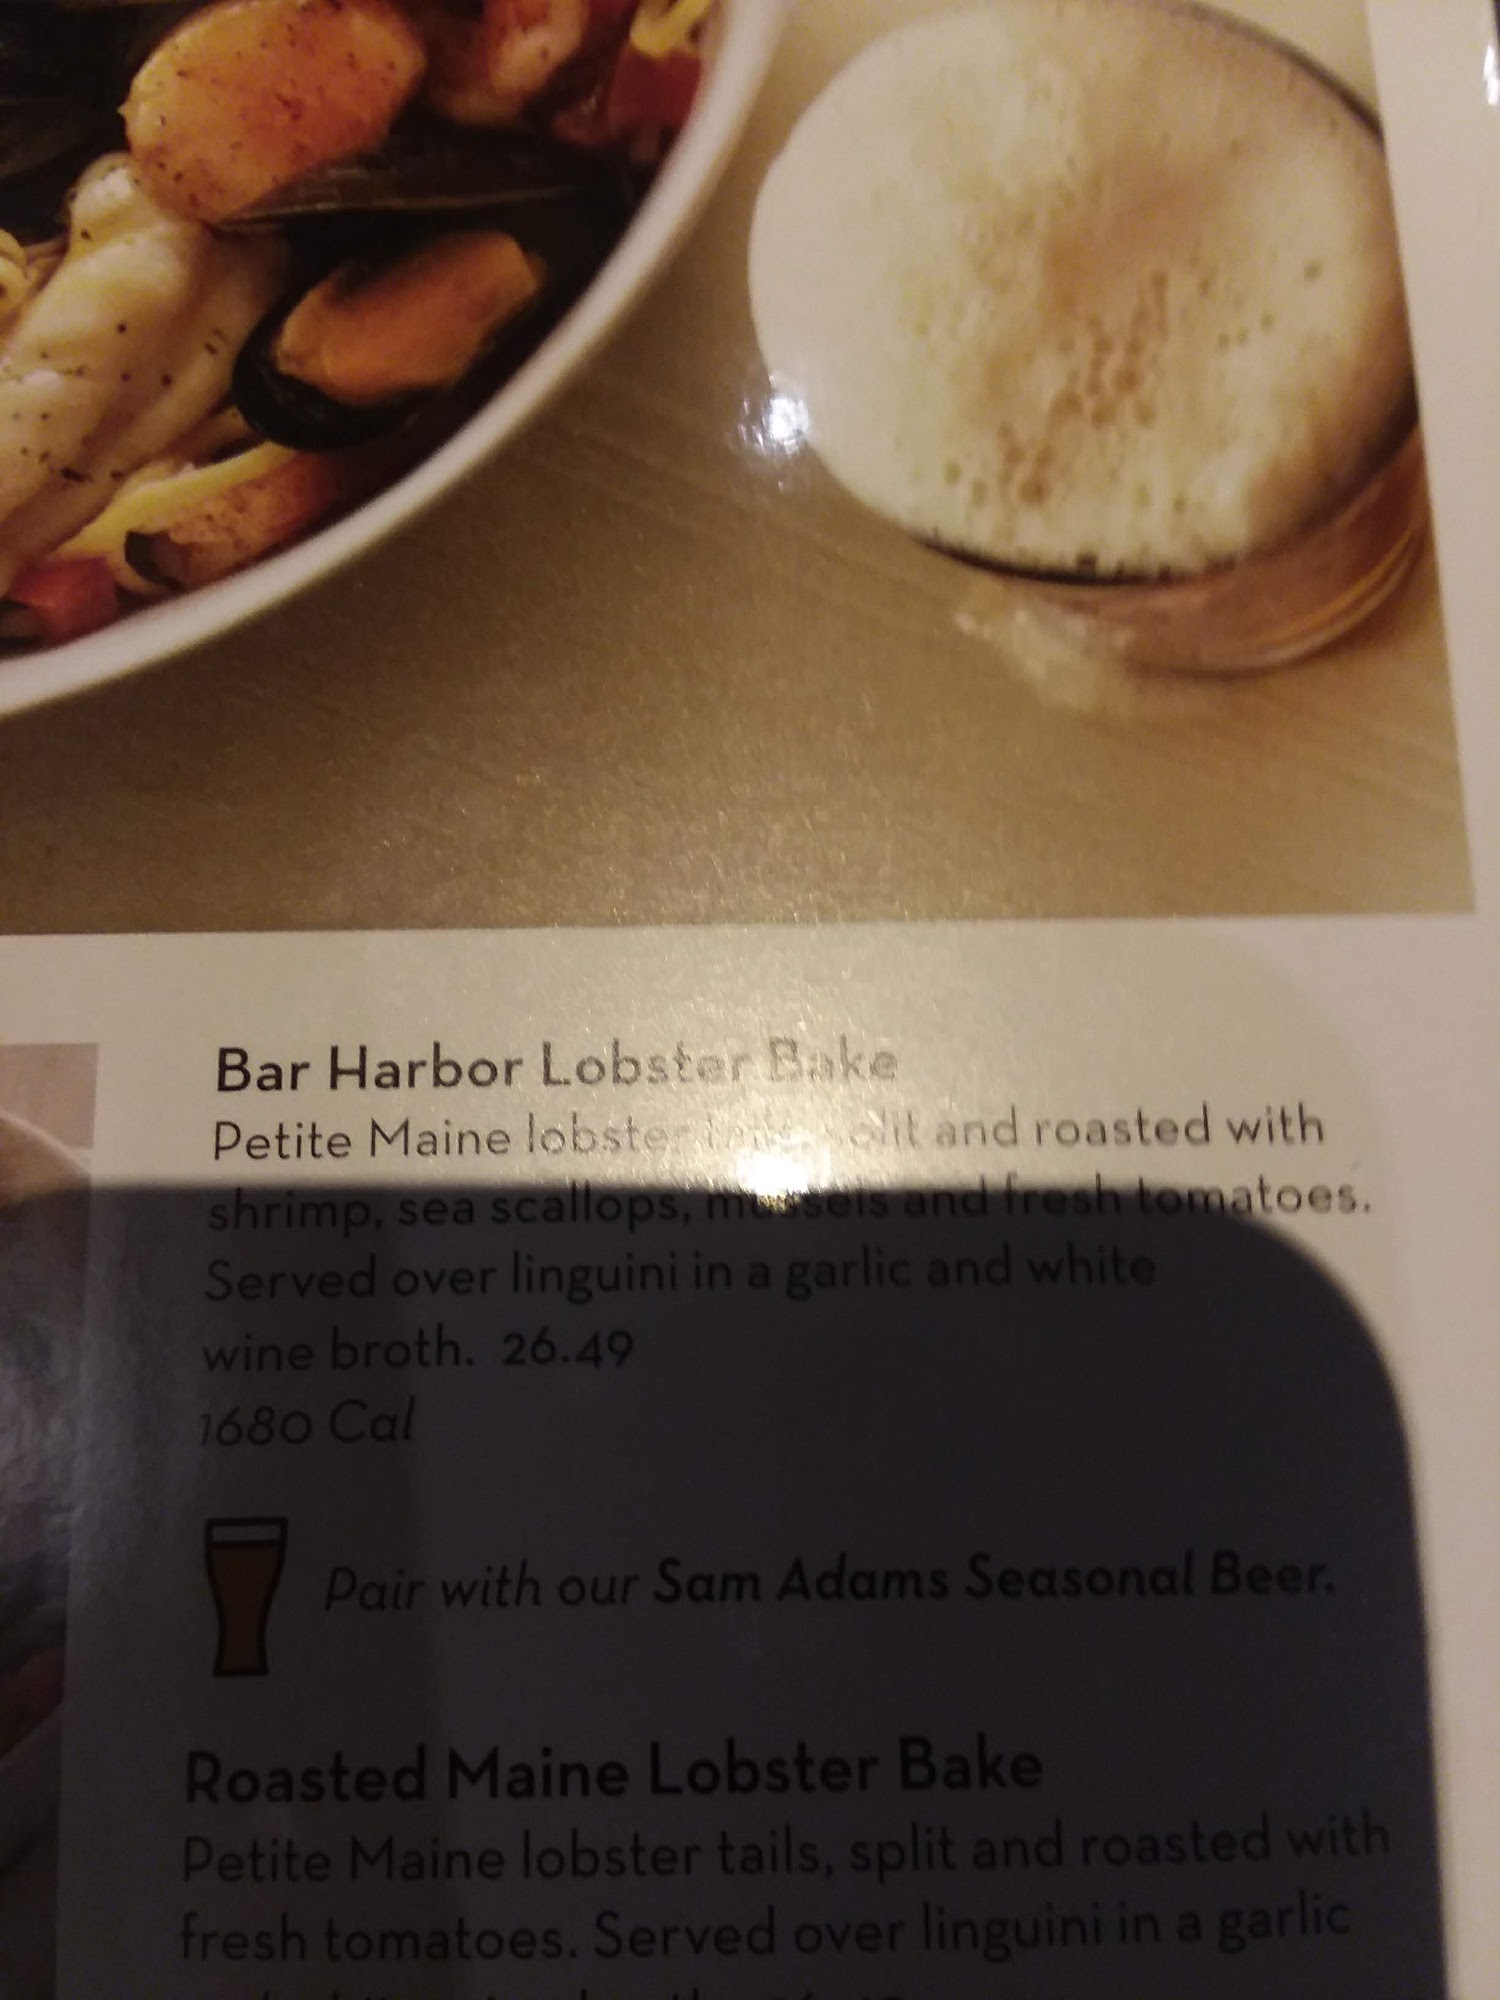 Bar Harbor Lobster Bake
Petite Maine lobster tails, split and roasted with
shrimp, sea scallops, mussels and fresh tomatoes.
Served over linguini in a garlic and white
wine broth. 26.49
1680 Cal
Pair with our Sam Adams Seasonal Beer.
Roasted Maine Lobster Bake
Petite Maine lobster tails, split and roasted with
fresh tomatoes. Served over linguini in a garlic